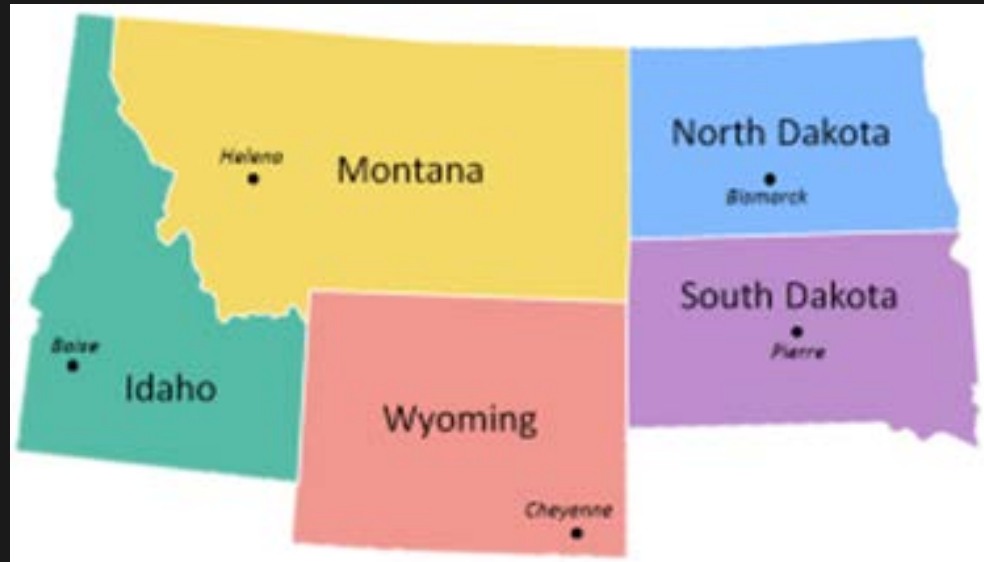 North Dakota
Helena
Montana
Bismarck
South Dakota
Pierre
Boise
Idaho
Wyoming
Cheyenne